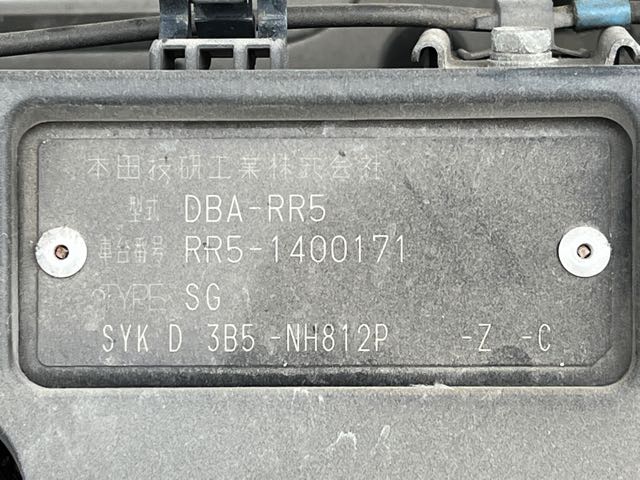 本田技研工業株式会社
型式 DBA-RR5
車台番号 RR5-1400171
TYPE SG
SYK D 3B5 -NH812P -Z -C